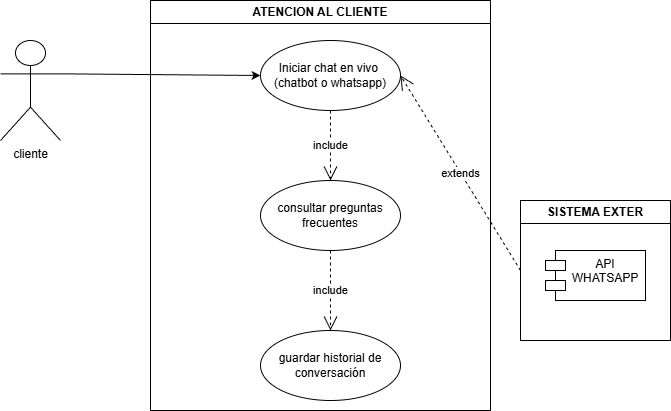 ATENCION AL CLIENTE
Iniciar chat en vivo
(chatbot o whatsapp)
cliente
include
extends
consultar preguntas
frecuentes
SISTEMA EXTER
API
WHATSAPP
include
guardar historial de
conversación